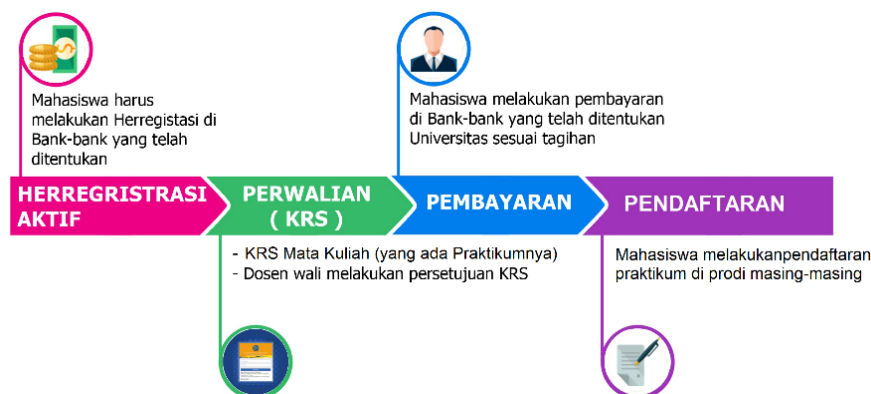 Mahasiswa harus
melakukan Herregistasi di
Bank-bank yang telah
ditentukan
Mahasiswa melakukan pembayaran
di Bank-bank yang telah ditentukan
Universitas sesuai tagihan
HERREGRISTRASI
AKTIF
PERWALIAN
( KRS )
PEMBAYARAN
PENDAFTARAN
- KRS Mata Kuliah (yang ada Praktikumnya)
- Dosen wali melakukan persetujuan KRS
Mahasiswa melakukanpendaftaran
praktikum di prodi masing-masing